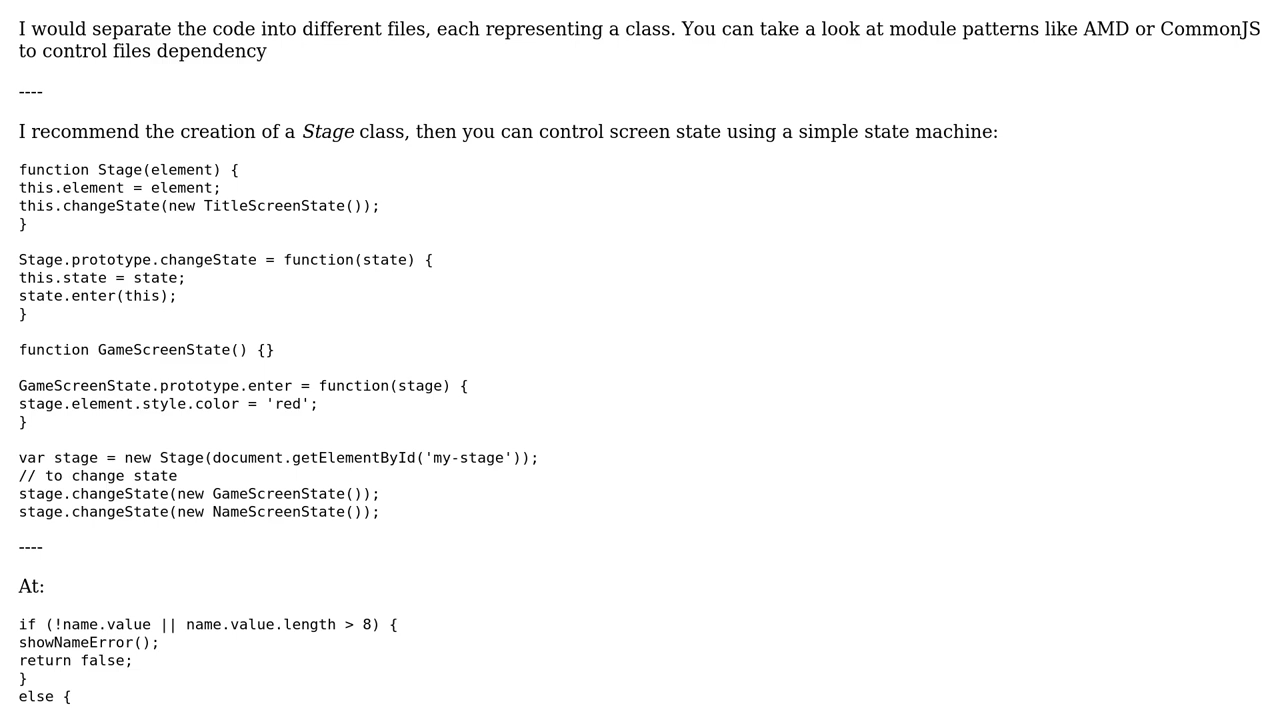 I would separate the code into different files, each representing a class. You can take a look at module patterns like AMD or CommonJS
to control files dependency
----
I recommend the creation of a Stage class, then you can control screen state using a simple state machine:
function Stage(element) {
this.element = element;
this.changeState(new TitleScreenState());
}
Stage.prototype.changeState = function(state) {
this.state = state;
state.enter(this);
}
function GameScreenState() {}
GameScreenState.prototype.enter = function(stage) {
stage.element.style.color = 'red';
}
var stage = new Stage(document.getElementById('my-stage'));
// to change state
stage.changeState(new GameScreenState());
stage.changeState(new NameScreenState());
----
At:
if (!name.value || name.value.length > 8) {
showNameError();
return false;
}
else {